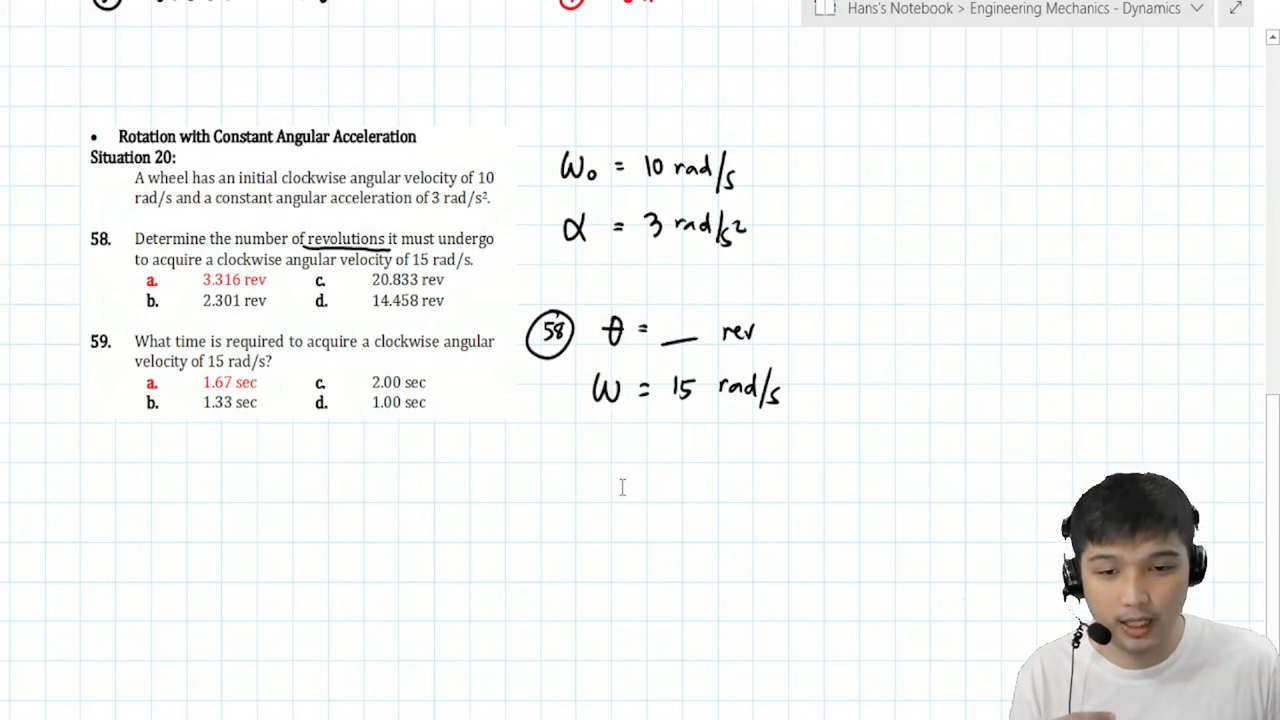 Hans's Notebook > Engineering Mechanics - Dynamics
• Rotation with Constant Angular Acceleration
Situation 20:
A wheel has an initial clockwise angular velocity of 10
rad/s and a constant angular acceleration of 3 rad/s².
58. Determine the number of revolutions it must undergo
to acquire a clockwise angular velocity of 15 rad/s.
a. 3.316 rev c. 20.833 rev
b. 2.301 rev d. 14.458 rev
59. What time is required to acquire a clockwise angular
velocity of 15 rad/s?
a. 1.67 sec c. 2.00 sec
b. 1.33 sec d. 1.00 sec
ω₀ = 10 rad/s
α = 3 rad/s²
58 θ = __ rev
ω = 15 rad/s